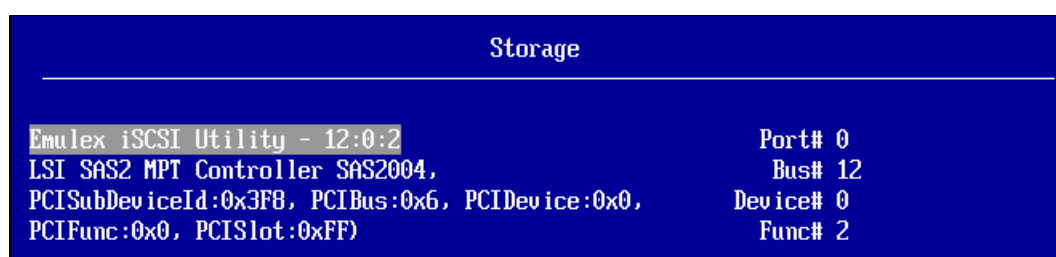 Storage
Emulex iSCSI Utility - 12:0:2 Port# 0
LSI SAS2 MPT Controller SAS2004, Bus# 12
PCISubDeviceId:0x3F8, PCIBus:0x6, PCIDevice:0x0, Device# 0
PCIFunc:0x0, PCISlot:0xFF) Func# 2